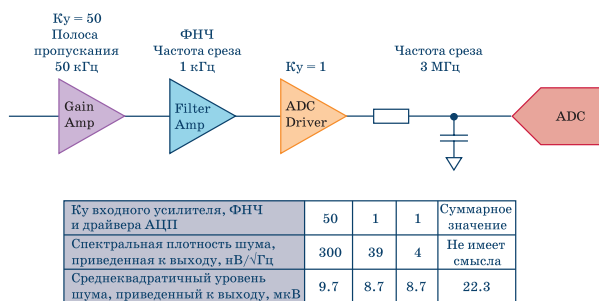 Ку = 50
Полоса
пропускания
50 кГц
ФНЧ
Частота среза
1 кГц
Ку = 1
Частота среза
3 МГц
Gain
Amp
Filter
Amp
ADC
Driver
ADC
Ку входного усилителя, ФНЧ
и драйвера АЦП
50
1
1
Суммарное
значение
Спектральная плотность шума,
приведенная к выходу, нВ/√Гц
300
39
4
Не имеет
смысла
Среднеквадратичный уровень
шума, приведенный к выходу, мкВ
9.7
8.7
8.7
22.3